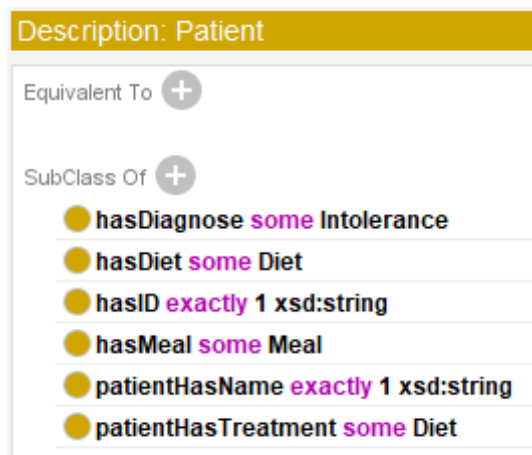 Description: Patient
Equivalent To
SubClass Of
hasDiagnose some Intolerance
hasDiet some Diet
hasID exactly 1 xsd:string
hasMeal some Meal
patientHasName exactly 1 xsd:string
patientHasTreatment some Diet